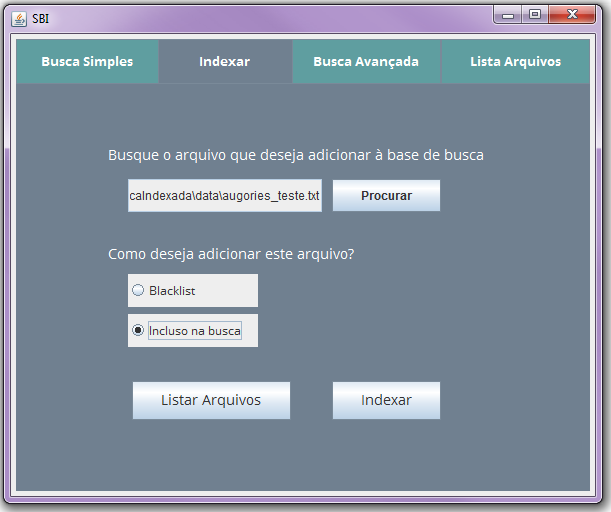 SBI
Busca Simples
Indexar
Busca Avançada
Lista Arquivos
Busque o arquivo que deseja adicionar à base de busca
caIndexada\data\augories_teste.txt
Procurar
Como deseja adicionar este arquivo?
Blacklist
Incluso na busca
Listar Arquivos
Indexar